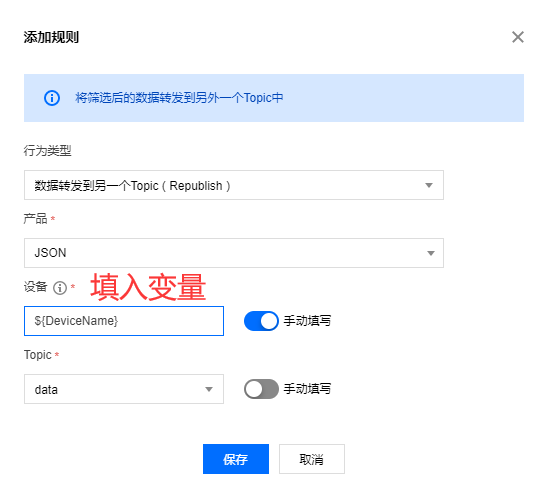 添加规则
将筛选后的数据转发到另外一个Topic中
行为类型
数据转发到另一个Topic ( Republish )
产品 *
JSON
设备 * 填入变量
${DeviceName} 手动填写
Topic *
data 手动填写
保存 取消